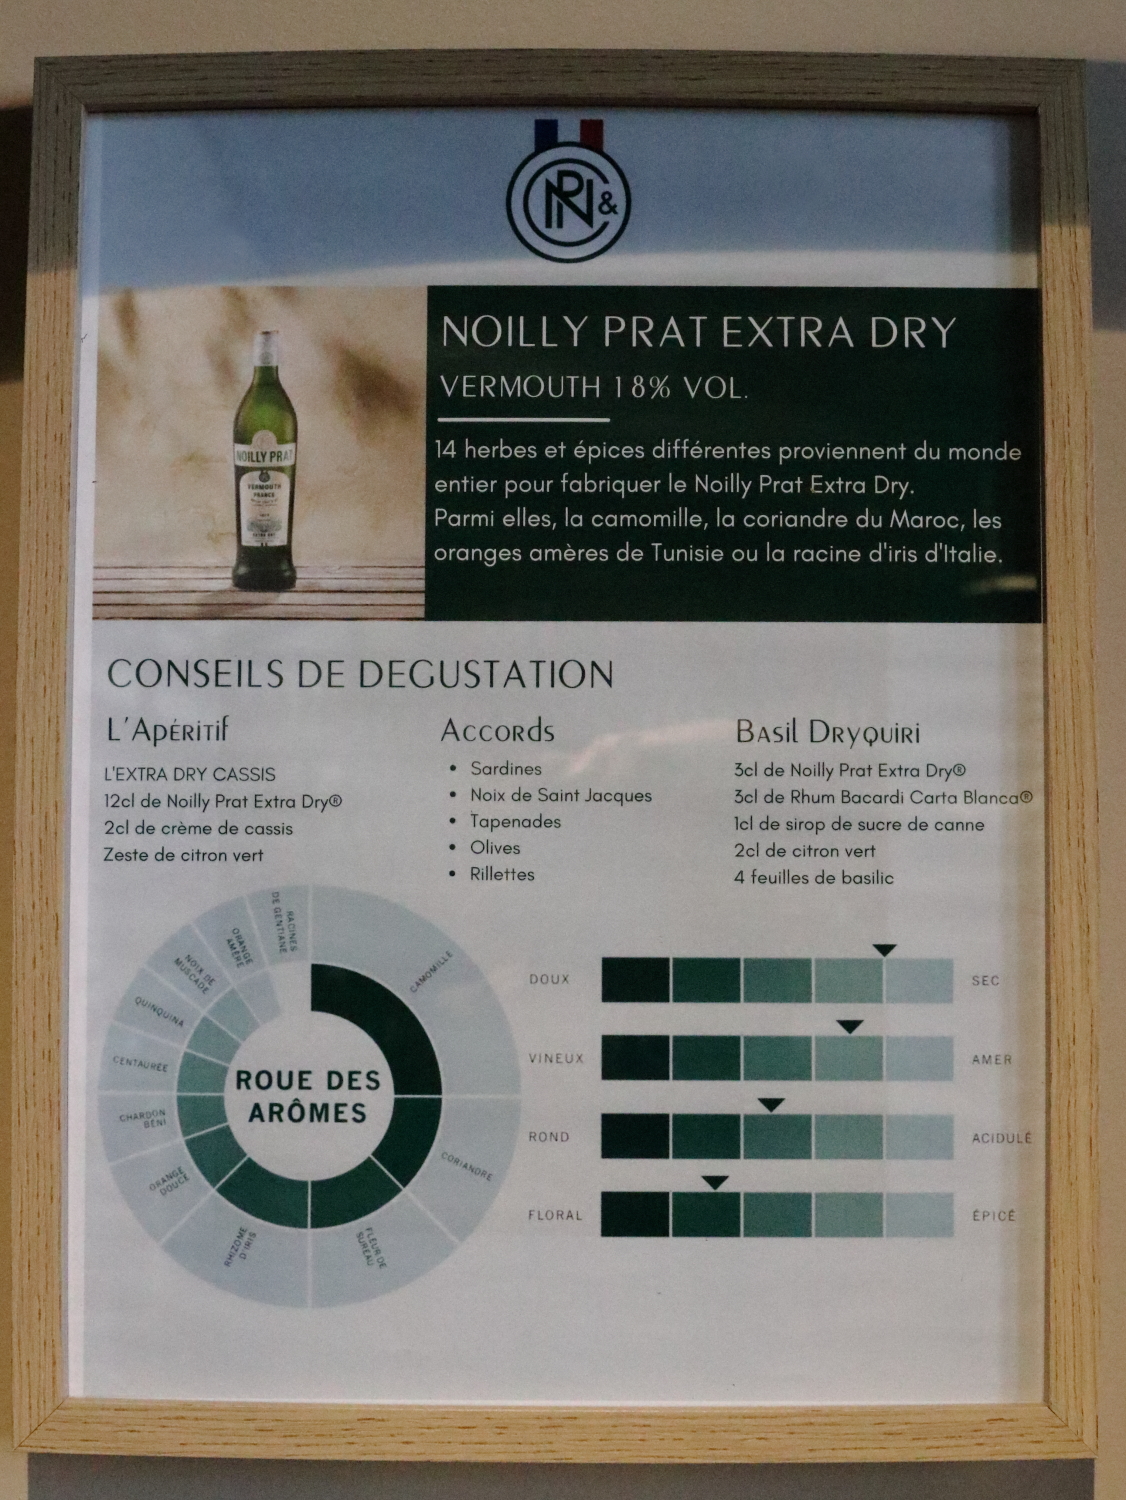 NPC &
NOILLY PRAT EXTRA DRY
VERMOUTH 18% VOL.
14 herbes et épices différentes proviennent du monde
entier pour fabriquer le Noilly Prat Extra Dry.
Parmi elles, la camomille, la coriandre du Maroc, les
oranges amères de Tunisie ou la racine d'iris d'Italie.
NOILLY PRAT
VERMOUTH
FRANCE
EXTRA DRY
CONSEILS DE DEGUSTATION
L'Apéritif
L'EXTRA DRY CASSIS
12cl de Noilly Prat Extra Dry®
2cl de crème de cassis
Zeste de citron vert
Accords
• Sardines
• Noix de Saint Jacques
• Tapenades
• Olives
• Rillettes
Basil Dryquiri
3cl de Noilly Prat Extra Dry®
3cl de Rhum Bacardi Carta Blanca®
1cl de sirop de sucre de canne
2cl de citron vert
4 feuilles de basilic
ROUE DES
ARÔMES
CAMOMILLE
CORIANDRE
FLEUR DE
SUREAU
RHIZOME
D'IRIS
ORANGE
DOUCE
CHARDON
BÉNI
CENTAURÉE
QUINQUINA
NOIX DE
MUSCADE
ORANGE
AMÈRE
RACINES
DE GENTIANE
DOUX SEC
VINEUX AMER
ROND ACIDULÉ
FLORAL ÉPICÉ